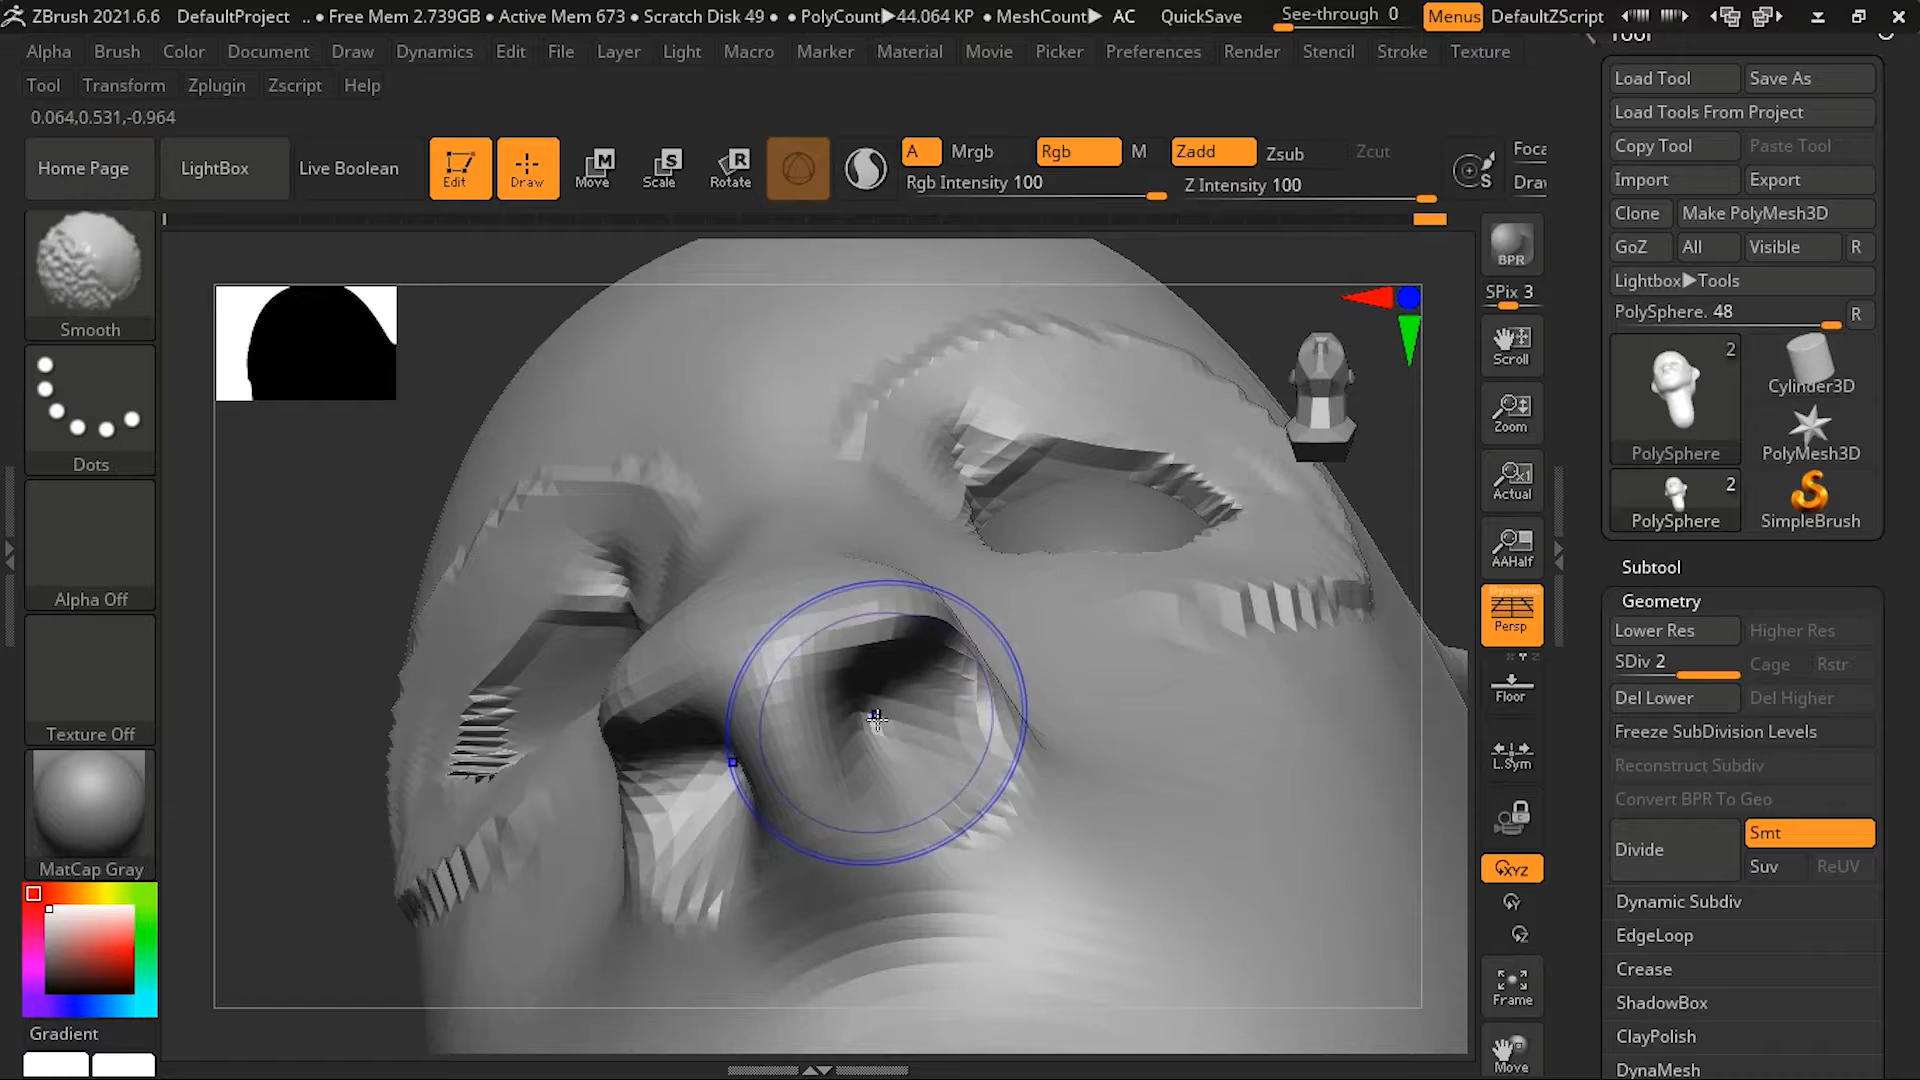 ZBrush 2021.6.6 DefaultProject .. • Free Mem 2.739GB • Active Mem 673 • Scratch Disk 49 • • PolyCount▶44.064 KP • MeshCount▶ AC QuickSave See-through 0 Menus DefaultZScript
Alpha Brush Color Document Draw Dynamics Edit File Layer Light Macro Marker Material Movie Picker Preferences Render Stencil Stroke Texture
Tool Transform Zplugin Zscript Help
0.064,0.531,-0.964
Home Page LightBox Live Boolean Edit Draw Move Scale Rotate
M S R
A Mrgb Rgb M Zadd Zsub Zcut
Rgb Intensity 100 Z Intensity 100
S
Foca
Draw
Smooth
Dots
Alpha Off
Texture Off
MatCap Gray
Gradient
BPR
SPix 3
Scroll
Zoom
Actual
AAHalf
Dynamic
Persp
Floor
L.Sym
XYZ
Y
Z
Frame
Move
Tool
Load Tool Save As
Load Tools From Project
Copy Tool Paste Tool
Import Export
Clone Make PolyMesh3D
GoZ All Visible R
Lightbox▶Tools
PolySphere. 48 R
2
Cylinder3D
PolySphere PolyMesh3D
2
PolySphere SimpleBrush
Subtool
Geometry
Lower Res Higher Res
SDiv 2 Cage Rstr
Del Lower Del Higher
Freeze SubDivision Levels
Reconstruct Subdiv
Convert BPR To Geo
Divide Smt
Suv ReUV
Dynamic Subdiv
EdgeLoop
Crease
ShadowBox
ClayPolish
DynaMesh